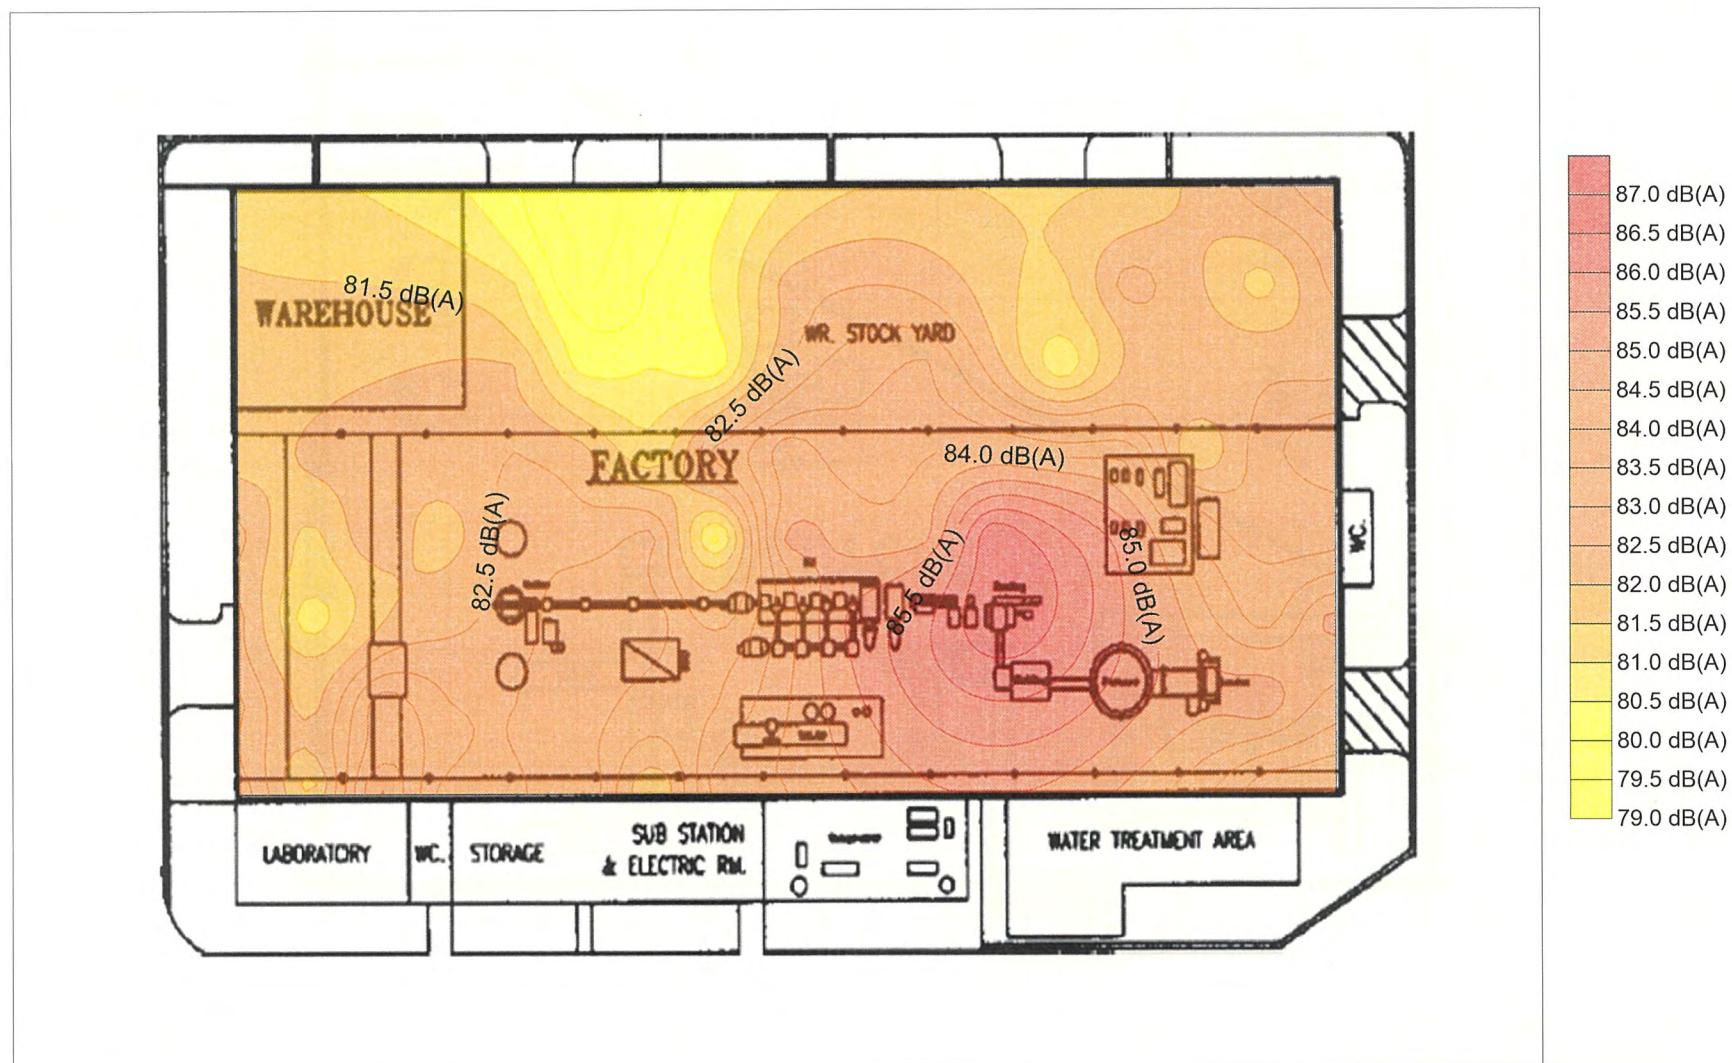 81.5 dB(A)
WAREHOUSE
WR. STOCK YARD
82.5 dB(A)
FACTORY
84.0 dB(A)
82.5 dB(A)
85.5 dB(A)
85.0 dB(A)
WC.
LABORATORY
WC.
STORAGE
SUB STATION
& ELECTRIC RM.
WATER TREATMENT AREA
87.0 dB(A)
86.5 dB(A)
86.0 dB(A)
85.5 dB(A)
85.0 dB(A)
84.5 dB(A)
84.0 dB(A)
83.5 dB(A)
83.0 dB(A)
82.5 dB(A)
82.0 dB(A)
81.5 dB(A)
81.0 dB(A)
80.5 dB(A)
80.0 dB(A)
79.5 dB(A)
79.0 dB(A)